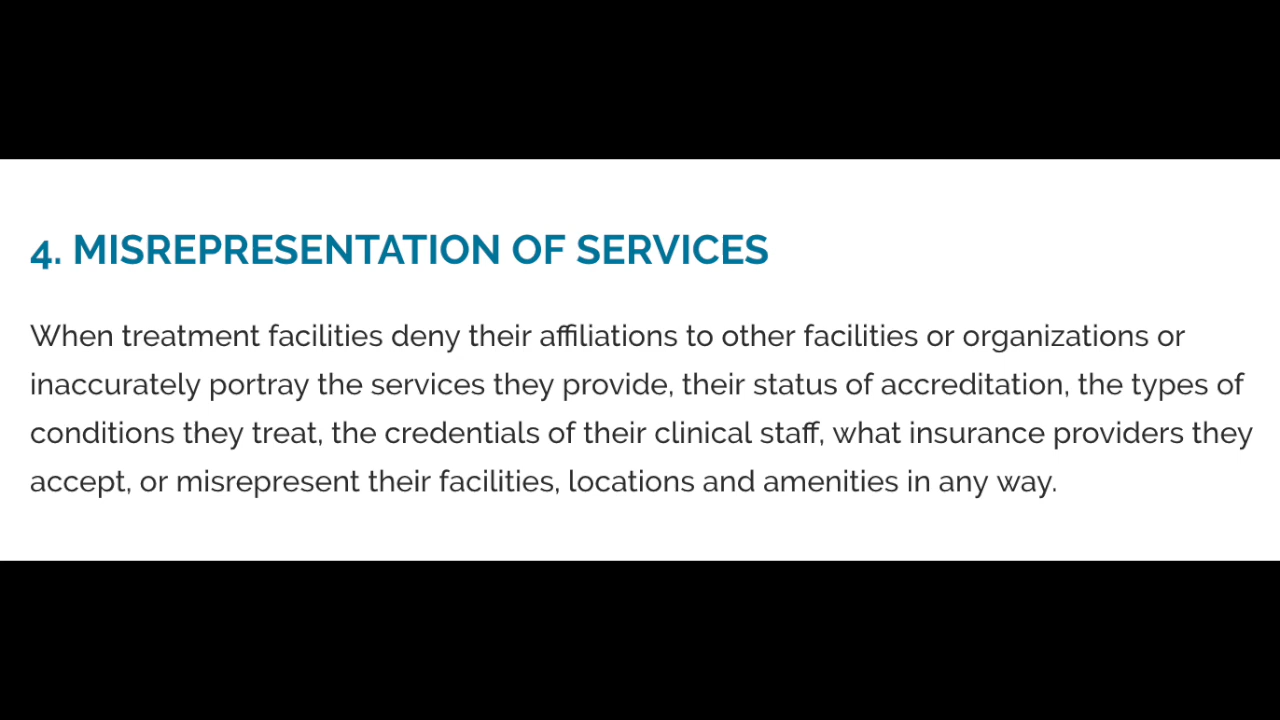 4. MISREPRESENTATION OF SERVICES
When treatment facilities deny their affiliations to other facilities or organizations or
inaccurately portray the services they provide, their status of accreditation, the types of
conditions they treat, the credentials of their clinical staff, what insurance providers they
accept, or misrepresent their facilities, locations and amenities in any way.